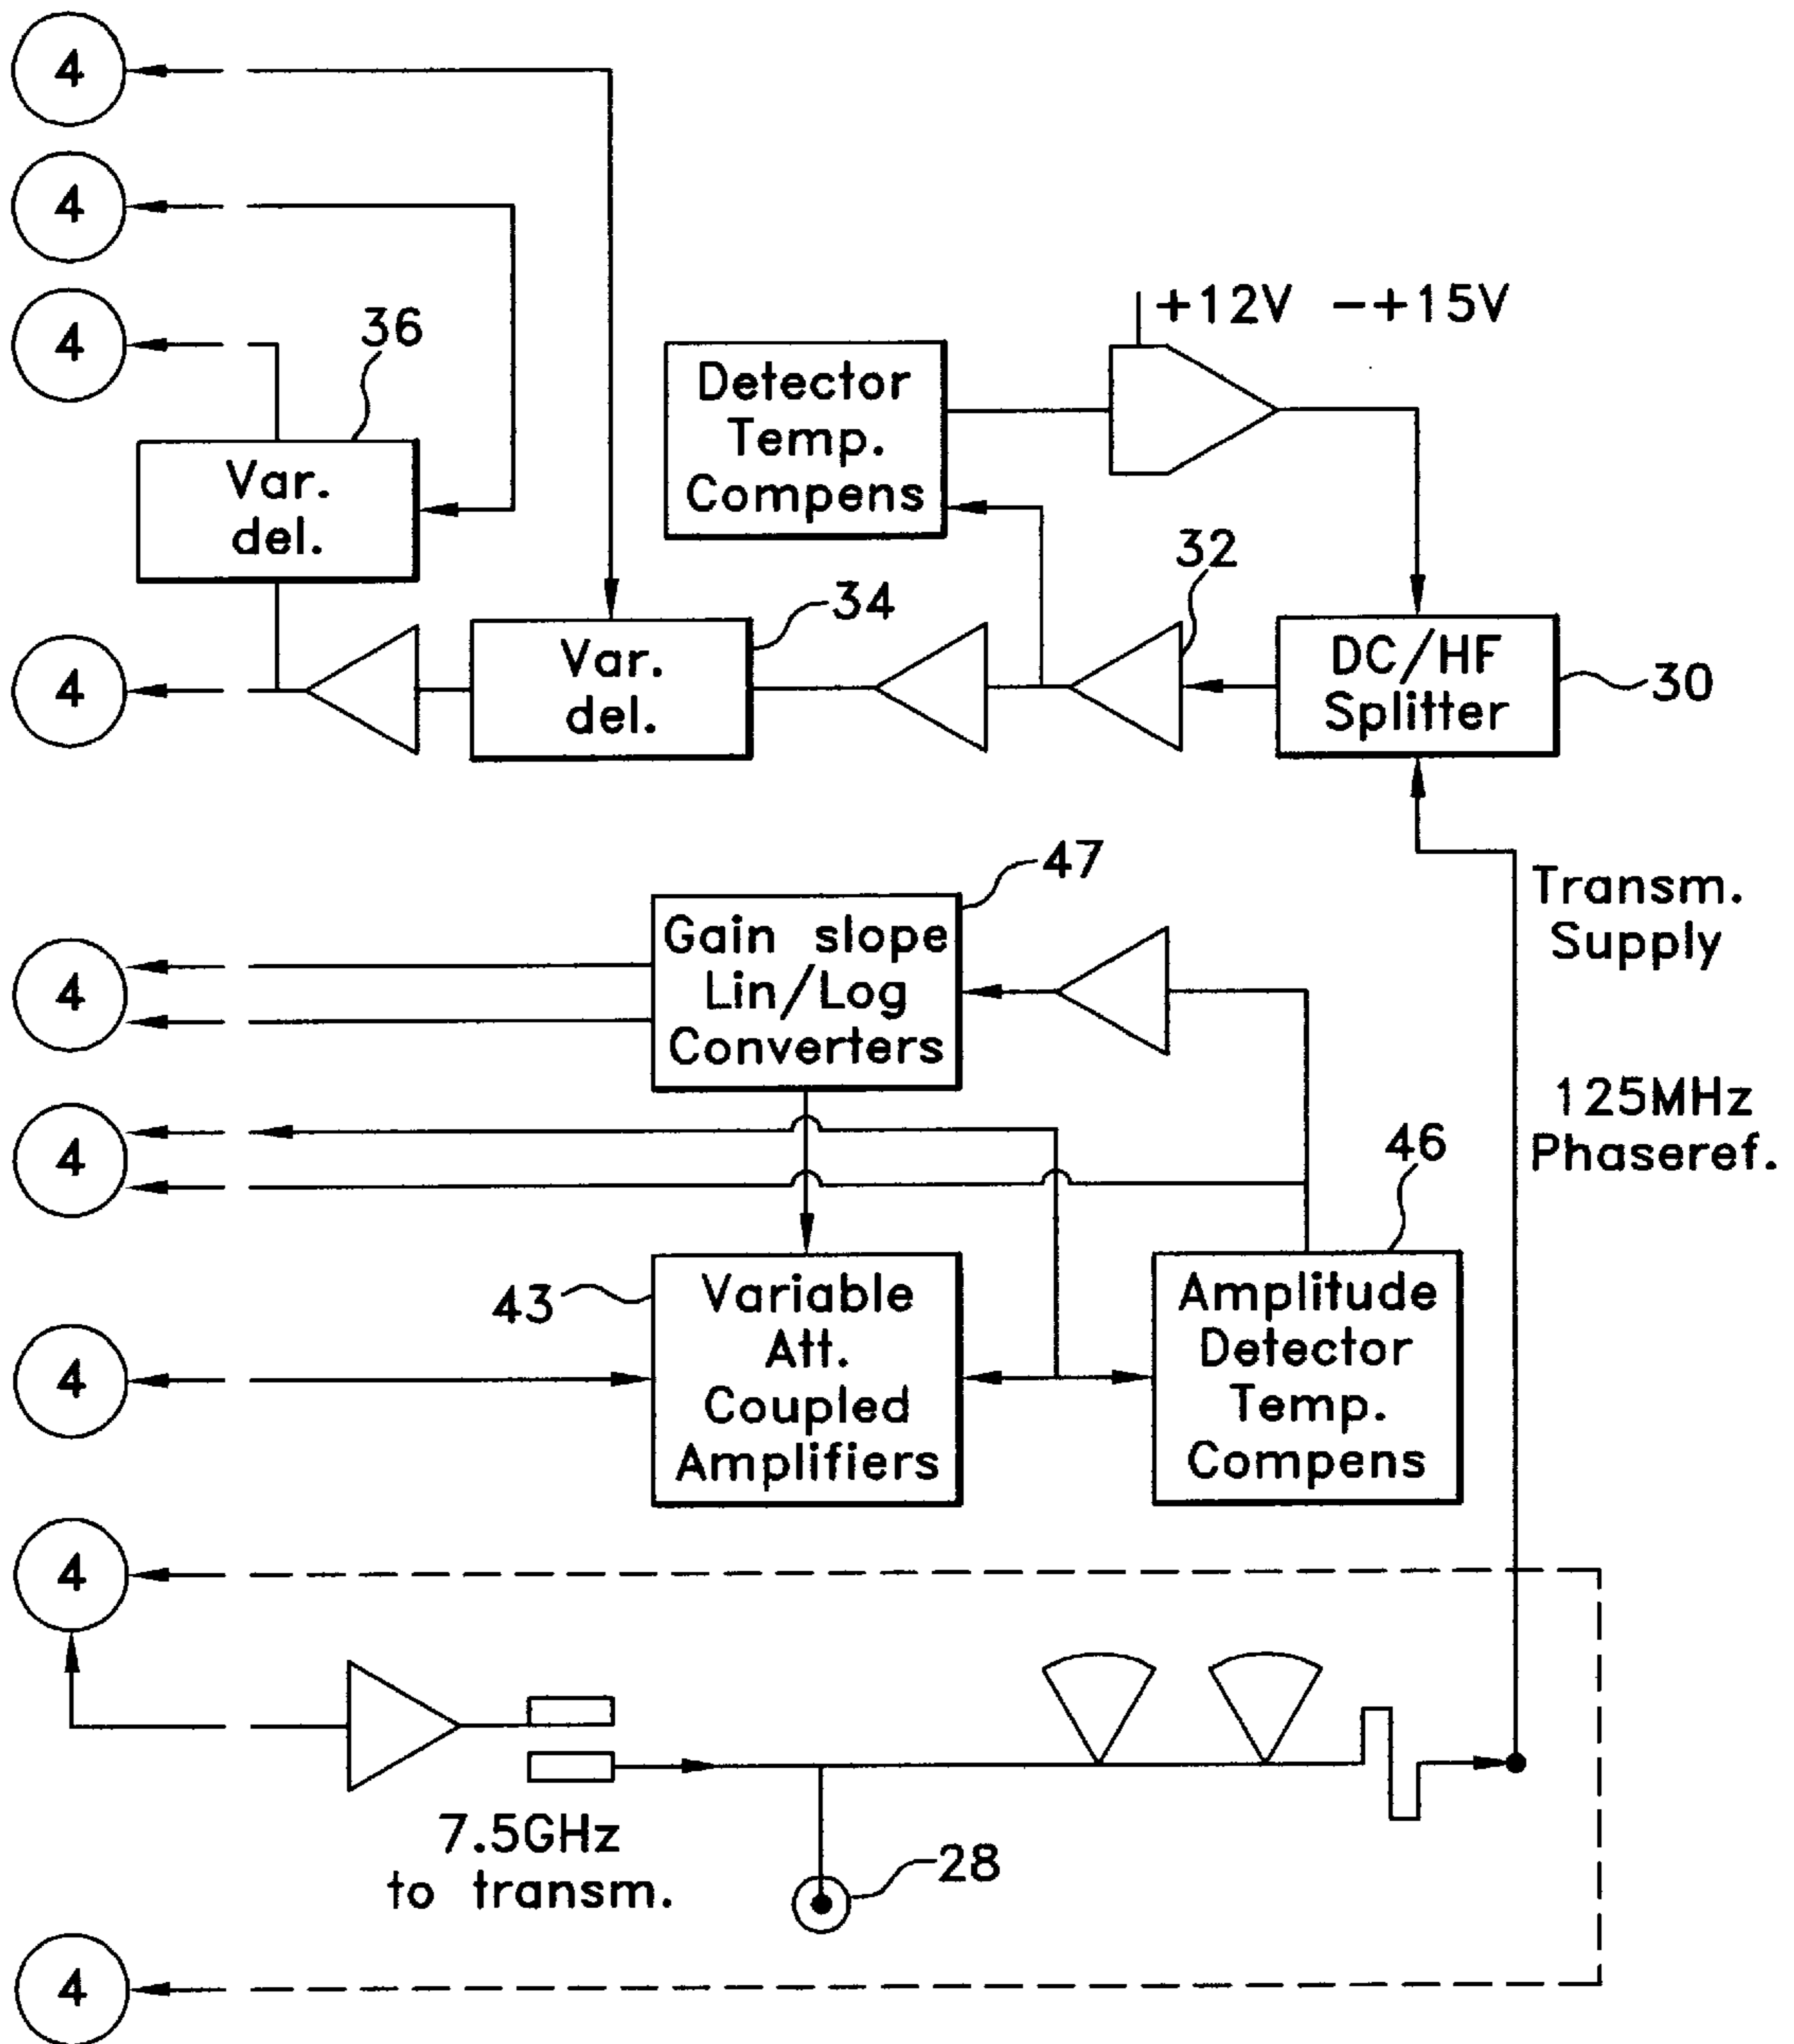 4
4
4
36
+12V -+15V
Detector
Temp.
Compens
Var.
del.
32
34
4
Var.
del.
DC/HF
Splitter
30
47
Transm.
Supply
4
Gain slope
Lin/Log
Converters
125MHz
Phaseref.
4
46
43
Variable
Att.
Coupled
Amplifiers
Amplitude
Detector
Temp.
Compens
4
4
7.5GHz
to transm.
28
4